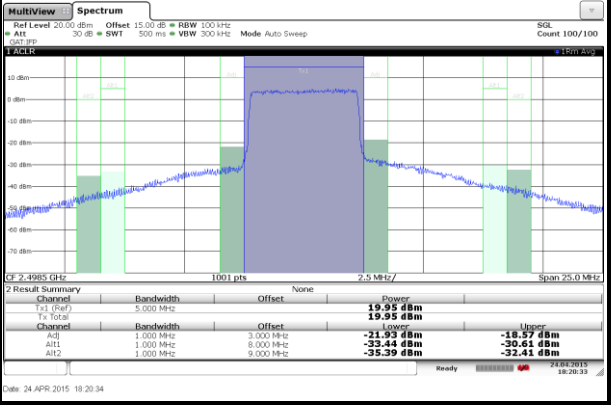 MultiView Spectrum
Ref Level 20.00 dBm Offset 15.00 dB RBW 100 kHz SGL
Att 30 dB SWT 500 ms VBW 300 kHz Mode Auto Sweep Count 100/100
GAT:IFP
1 ACLR 1Rm Avg
Tx1
Alt1 Alt1
10 dBm
0 dBm
-10 dBm
-20 dBm
-30 dBm
-40 dBm
-50 dBm
-60 dBm
-70 dBm
CF 2.4985 GHz 1001 pts 2.5 MHz/ Span 25.0 MHz
2 Result Summary None
Channel Bandwidth Offset Power
Tx1 (Ref) 5.000 MHz 19.95 dBm
Tx Total 19.95 dBm
Channel Bandwidth Offset Lower Upper
Adj 1.000 MHz 3.000 MHz -21.93 dBm -18.57 dBm
Alt1 1.000 MHz 8.000 MHz -33.44 dBm -30.61 dBm
Alt2 1.000 MHz 9.000 MHz -35.39 dBm -32.41 dBm
Ready 24.04.2015
18:20:33
Date: 24.APR.2015 18:20:34